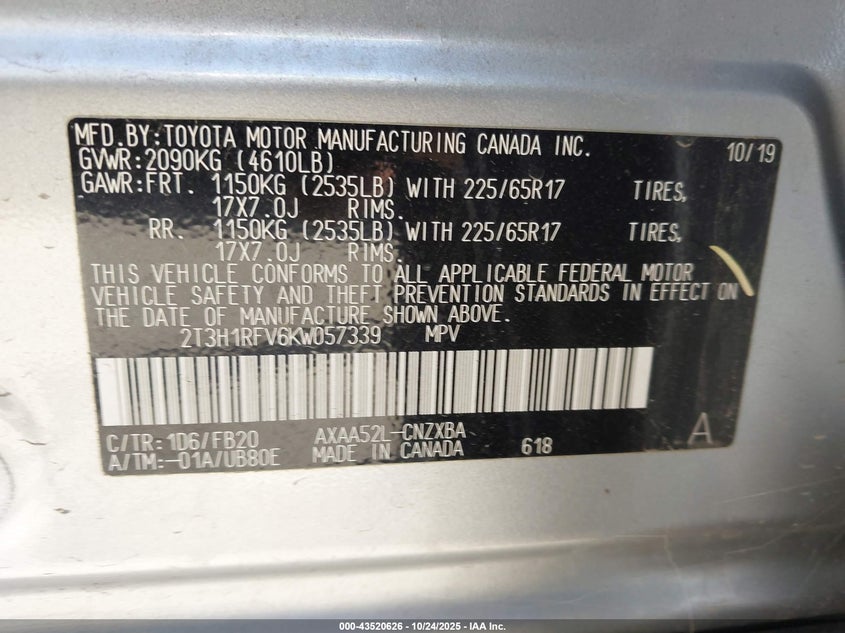 MFD.BY:TOYOTA MOTOR MANUFACTURING CANADA INC. 10/19
GVWR:2090KG (4610LB)
GAWR:FRT. 1150KG (2535LB) WITH 225/65R17 TIRES,
17X7.0J RIMS.
RR. 1150KG (2535LB) WITH 225/65R17 TIRES,
17X7.0J RIMS.
THIS VEHICLE CONFORMS TO ALL APPLICABLE FEDERAL MOTOR
VEHICLE SAFETY AND THEFT PREVENTION STANDARDS IN EFFECT ON
THE DATE OF MANUFACTURE SHOWN ABOVE.
2T3H1RFV6KW057339 MPV
C/TR:1D6/FB20 AXAA52L-CNZXBA A
A/TM:-01A/UB80E MADE IN CANADA 618
000-43520626 - 10/24/2025 - IAA Inc.